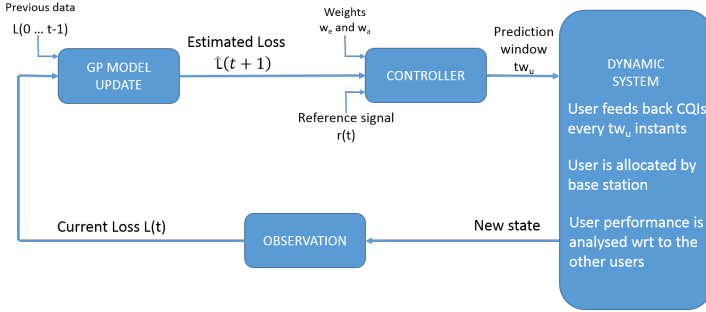 Previous data
L(0 ... t-1)
GP MODEL
UPDATE
Estimated Loss
L̂(t + 1)
Weights
wₑ and wₐ
CONTROLLER
Reference signal
r(t)
Prediction
window
twᵤ
DYNAMIC
SYSTEM
User feeds back CQIs
every twᵤ instants
User is allocated by
base station
User performance is
analysed wrt to the
other users
New state
OBSERVATION
Current Loss L(t)